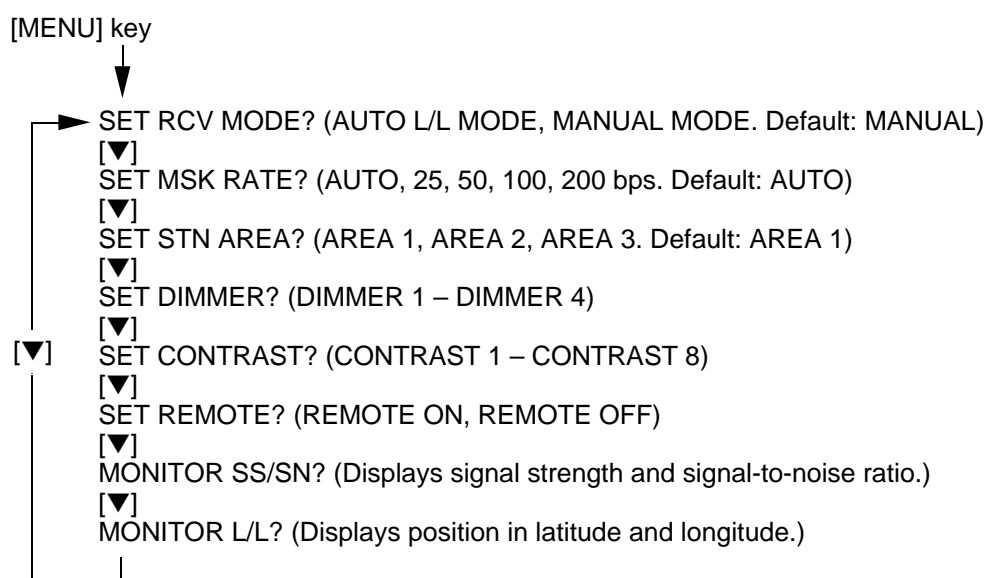 [MENU] key
SET RCV MODE? (AUTO L/L MODE, MANUAL MODE. Default: MANUAL)
[▼]
SET MSK RATE? (AUTO, 25, 50, 100, 200 bps. Default: AUTO)
[▼]
SET STN AREA? (AREA 1, AREA 2, AREA 3. Default: AREA 1)
[▼]
SET DIMMER? (DIMMER 1 – DIMMER 4)
[▼]
[▼] SET CONTRAST? (CONTRAST 1 – CONTRAST 8)
[▼]
SET REMOTE? (REMOTE ON, REMOTE OFF)
[▼]
MONITOR SS/SN? (Displays signal strength and signal-to-noise ratio.)
[▼]
MONITOR L/L? (Displays position in latitude and longitude.)